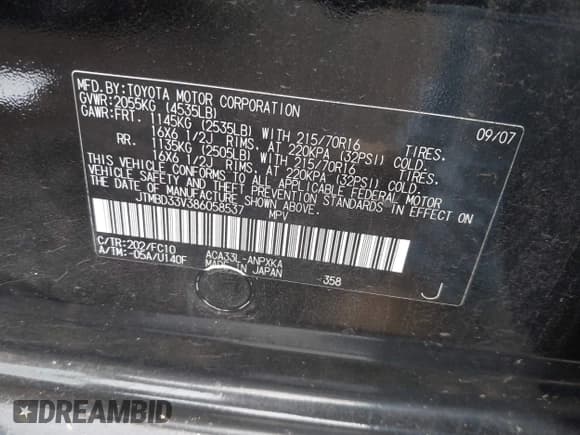 MFD.BY:TOYOTA MOTOR CORPORATION 09/07
GVWR:2055KG (4535LB)
GAWR:FRT. 1145KG (2535LB) WITH 215/70R16 TIRES.
16X6 1/2J RIMS. AT 220KPA (32PSI) COLD.
RR. 1135KG (2505LB) WITH 215/70R16 TIRES.
16X6 1/2J RIMS. AT 220KPA (32PSI) COLD.
THIS VEHICLE CONFORMS TO ALL APPLICABLE FEDERAL MOTOR
VEHICLE SAFETY AND THEFT PREVENTION STANDARDS IN EFFECT ON
THE DATE OF MANUFACTURE SHOWN ABOVE.
JTMBD33V386058537 MPV
C/TR:202/FC10 ACA33L-ANPXKA
A/TM:-05A/U140F MADE IN JAPAN -358 J
DREAMBID